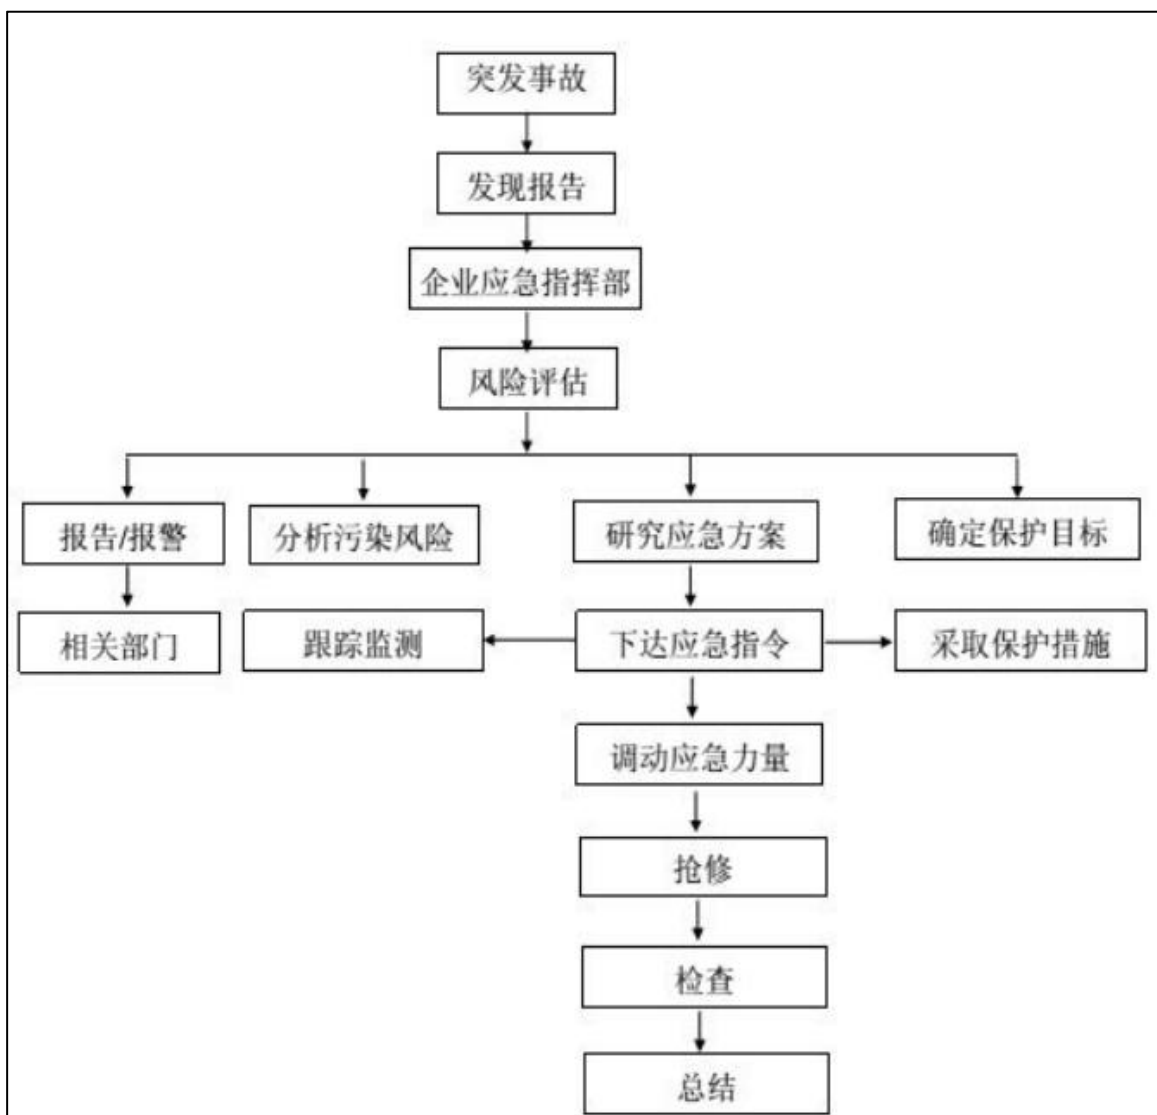 突发事故
发现报告
企业应急指挥部
风险评估
报告/报警
分析污染风险
研究应急方案
确定保护目标
相关部门
跟踪监测
下达应急指令
采取保护措施
调动应急力量
抢修
检查
总结